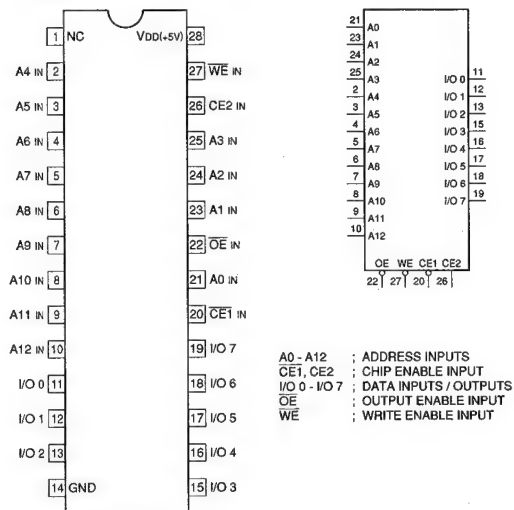 1 NC VDD(+5V) 28
A4 IN 2 27 WE IN
A5 IN 3 26 CE2 IN
A6 IN 4 25 A3 IN
A7 IN 5 24 A2 IN
A8 IN 6 23 A1 IN
A9 IN 7 22 OE IN
A10 IN 8 21 A0 IN
A11 IN 9 20 CE1 IN
A12 IN 10 19 I/O 7
I/O 0 11 18 I/O 6
I/O 1 12 17 I/O 5
I/O 2 13 16 I/O 4
14 GND 15 I/O 3
21 A0
23 A1
24 A2
25 A3 I/O 0 11
2 A4 I/O 1 12
3 A5 I/O 2 13
4 A6 I/O 3 15
5 A7 I/O 4 16
6 A8 I/O 5 17
7 A9 I/O 6 18
8 A10 I/O 7 19
9 A11
10 A12
OE WE CE1 CE2
22 27 20 26
A0 - A12 ; ADDRESS INPUTS
CE1, CE2 ; CHIP ENABLE INPUT
I/O 0 - I/O 7 ; DATA INPUTS / OUTPUTS
OE ; OUTPUT ENABLE INPUT
WE ; WRITE ENABLE INPUT